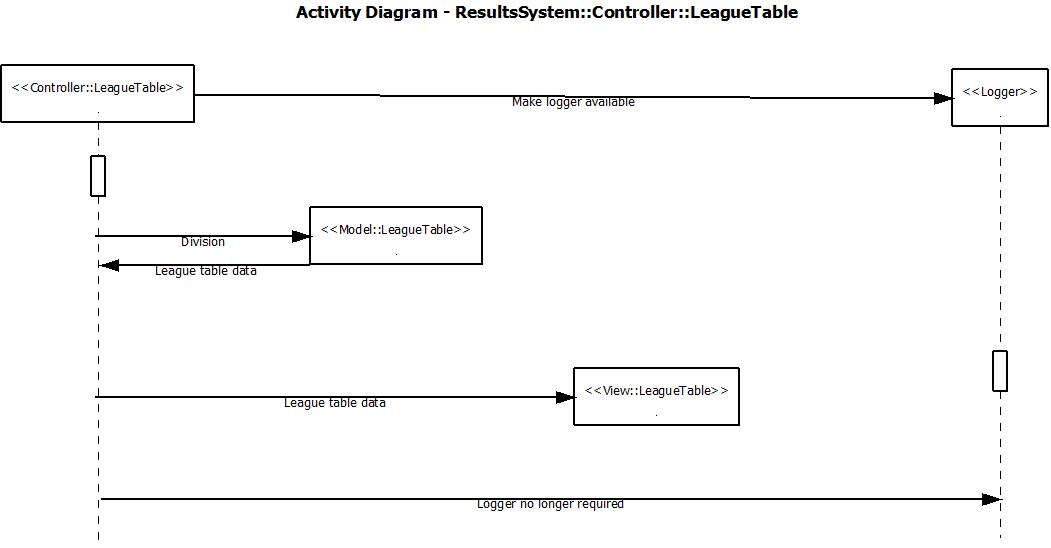 Activity Diagram - ResultsSystem::Controller::LeagueTable
<<Controller::LeagueTable>>
Make logger available
<<Logger>>
<<Model::LeagueTable>>
Division
League table data
<<View::LeagueTable>>
League table data
Logger no longer required